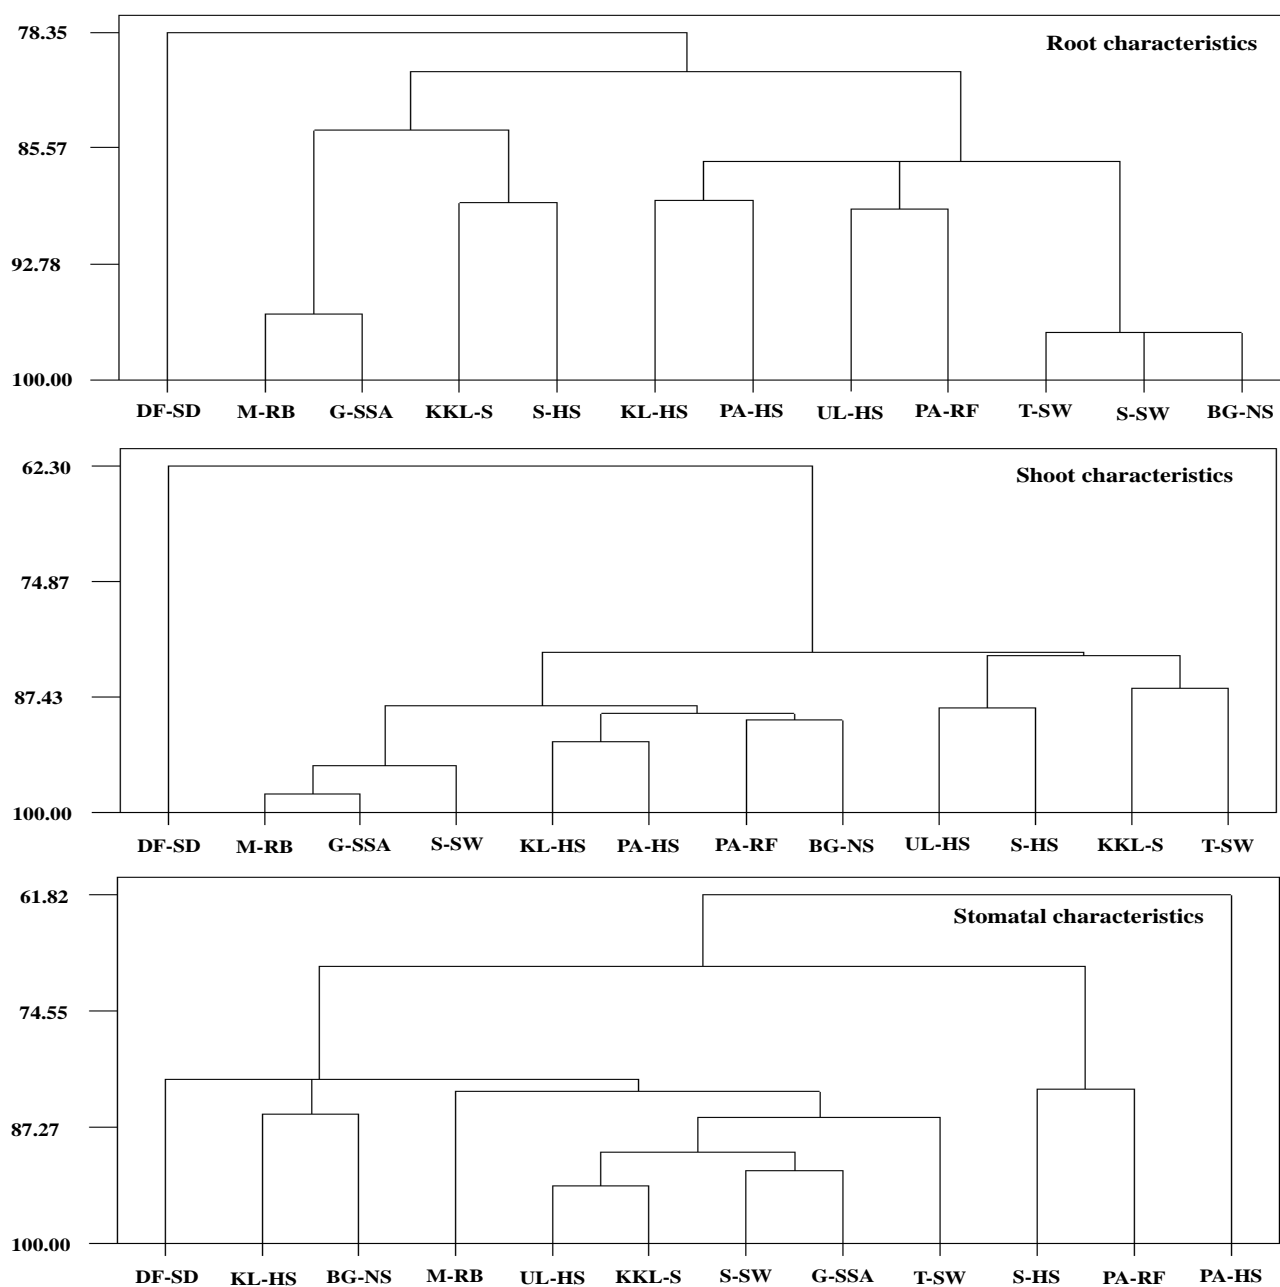 78.35
Root characteristics
85.57
92.78
100.00
DF-SD M-RB G-SSA KKL-S S-HS KL-HS PA-HS UL-HS PA-RF T-SW S-SW BG-NS
62.30
Shoot characteristics
74.87
87.43
100.00
DF-SD M-RB G-SSA S-SW KL-HS PA-HS PA-RF BG-NS UL-HS S-HS KKL-S T-SW
61.82
Stomatal characteristics
74.55
87.27
100.00
DF-SD KL-HS BG-NS M-RB UL-HS KKL-S S-SW G-SSA T-SW S-HS PA-RF PA-HS